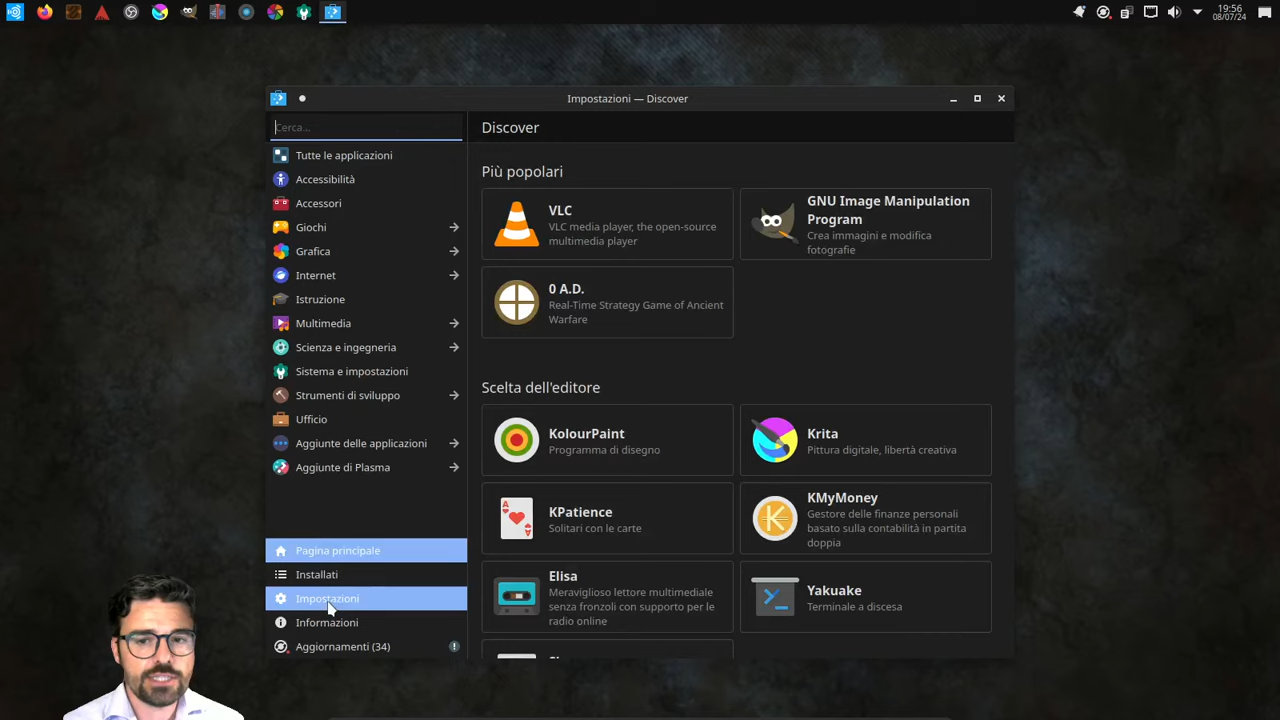 19:56
08/07/24
Impostazioni — Discover
Cerca...
Tutte le applicazioni
Accessibilità
Accessori
Giochi
Grafica
Internet
Istruzione
Multimedia
Scienza e ingegneria
Sistema e impostazioni
Strumenti di sviluppo
Ufficio
Aggiunte delle applicazioni
Aggiunte di Plasma
Pagina principale
Installati
Impostazioni
Informazioni
Aggiornamenti (34)
Discover
Più popolari
VLC
VLC media player, the open-source
multimedia player
GNU Image Manipulation
Program
Crea immagini e modifica
fotografie
0 A.D.
Real-Time Strategy Game of Ancient
Warfare
Scelta dell'editore
KolourPaint
Programma di disegno
Krita
Pittura digitale, libertà creativa
KPatience
Solitari con le carte
KMyMoney
Gestore delle finanze personali
basato sulla contabilità in partita
doppia
Elisa
Meraviglioso lettore multimediale
senza fronzoli con supporto per le
radio online
Yakuake
Terminale a discesa